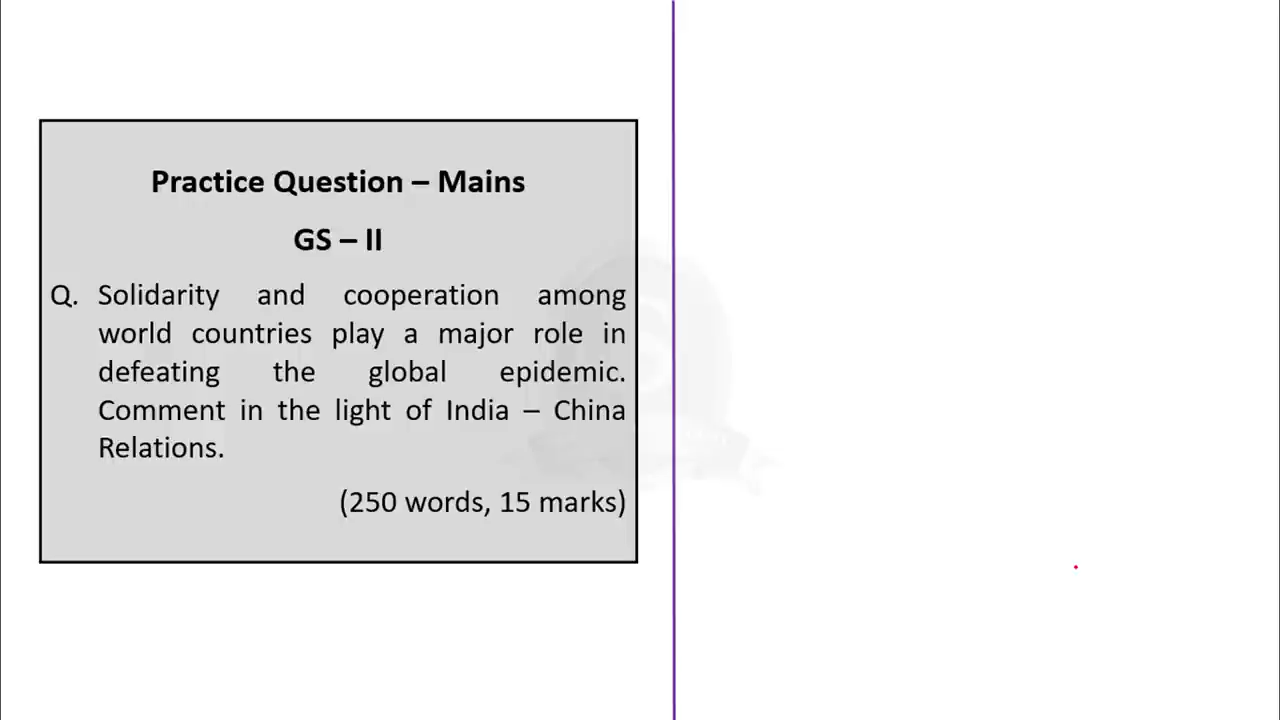 Practice Question – Mains
GS – II
Q. Solidarity and cooperation among
world countries play a major role in
defeating the global epidemic.
Comment in the light of India – China
Relations.
(250 words, 15 marks)